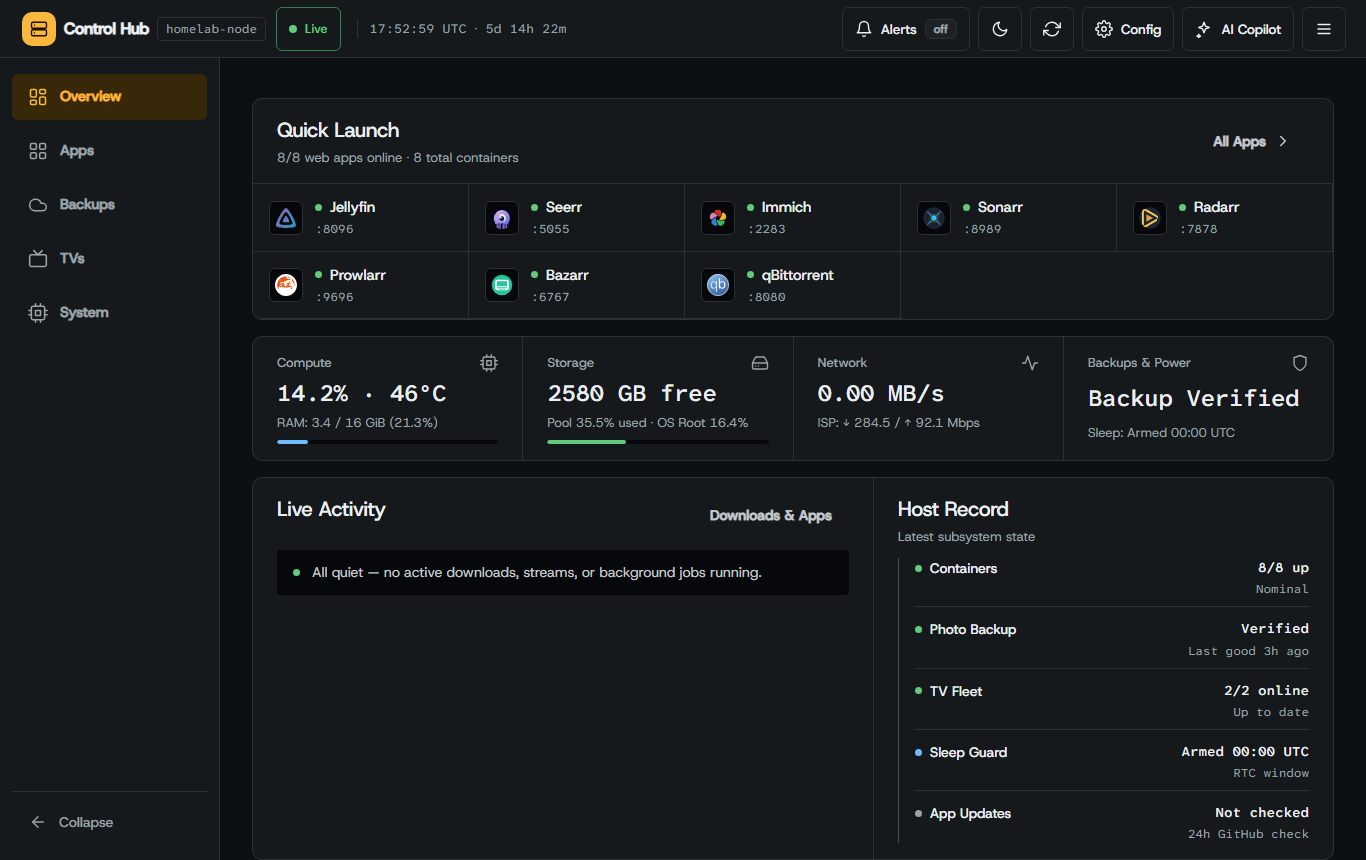 Control Hub homelab-node Live 17:52:59 UTC · 5d 14h 22m Alerts off Config AI Copilot
Overview
Apps
Backups
TVs
System
Collapse
Quick Launch
8/8 web apps online · 8 total containers
All Apps
Jellyfin
:8096
Seerr
:5055
Immich
:2283
Sonarr
:8989
Radarr
:7878
Prowlarr
:9696
Bazarr
:6767
qb
qBittorrent
:8080
Compute
14.2% · 46°C
RAM: 3.4 / 16 GiB (21.3%)
Storage
2580 GB free
Pool 35.5% used · OS Root 16.4%
Network
0.00 MB/s
ISP: ↓ 284.5 / ↑ 92.1 Mbps
Backups & Power
Backup Verified
Sleep: Armed 00:00 UTC
Live Activity
Downloads & Apps
All quiet — no active downloads, streams, or background jobs running.
Host Record
Latest subsystem state
Containers 8/8 up
Nominal
Photo Backup Verified
Last good 3h ago
TV Fleet 2/2 online
Up to date
Sleep Guard Armed 00:00 UTC
RTC window
App Updates Not checked
24h GitHub check